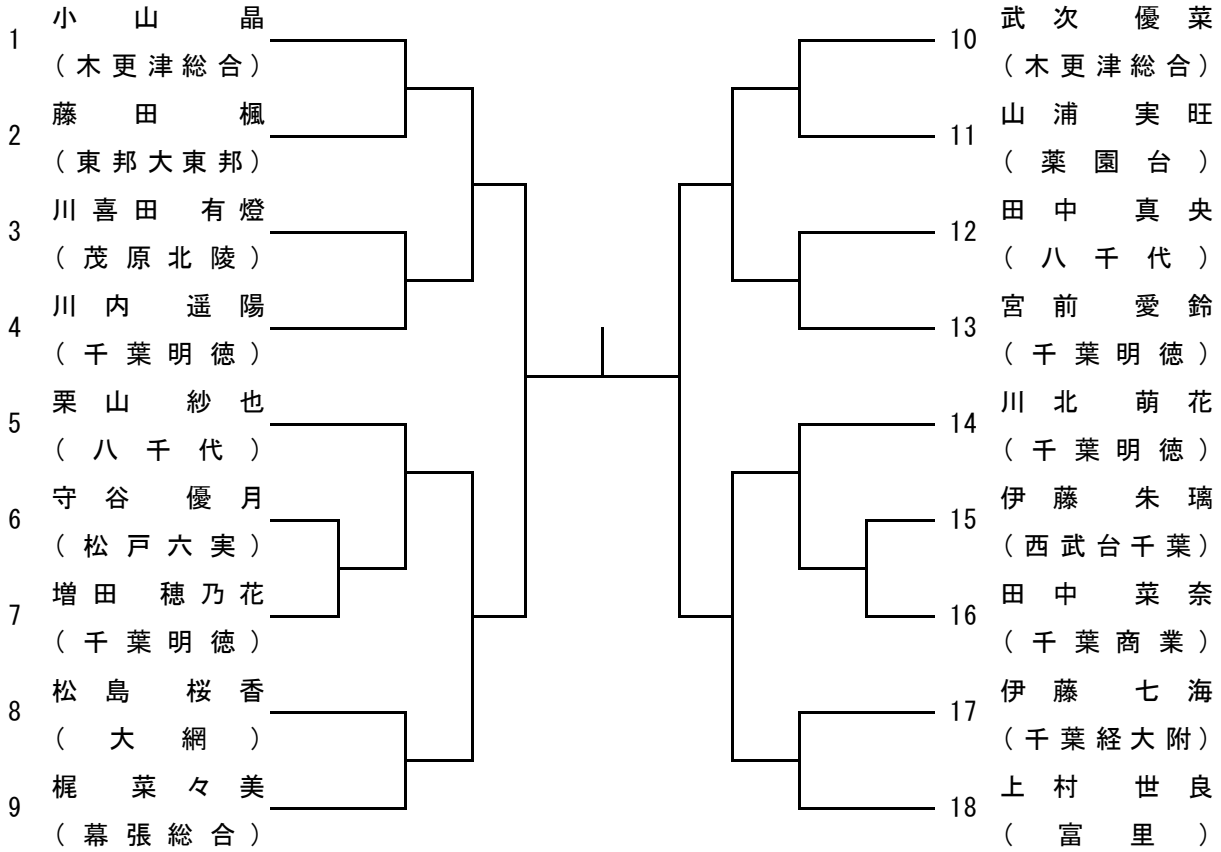 1 小山 晶
(木更津総合)
2 藤田 楓
(東邦大東邦)
3 川喜田 有燈
(茂原北陵)
4 川内 遥陽
(千葉明徳)
5 栗山 紗也
(八千代)
6 守谷 優月
(松戸六実)
7 増田 穂乃花
(千葉明徳)
8 松島 桜香
(大網)
9 梶 菜々美
(幕張総合)
10 武次 優菜
(木更津総合)
11 山浦 実旺
(薬園台)
12 田中 真央
(八千代)
13 宮前 愛鈴
(千葉明徳)
14 川北 萌花
(千葉明徳)
15 伊藤 朱璃
(西武台千葉)
16 田中 菜奈
(千葉商業)
17 伊藤 七海
(千葉経大附)
18 上村 世良
(富里)